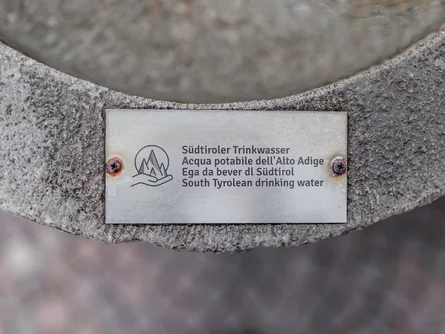 Südtiroler Trinkwasser
Acqua potabile dell'Alto Adige
Ega da bever dl Südtirol
South Tyrolean drinking water